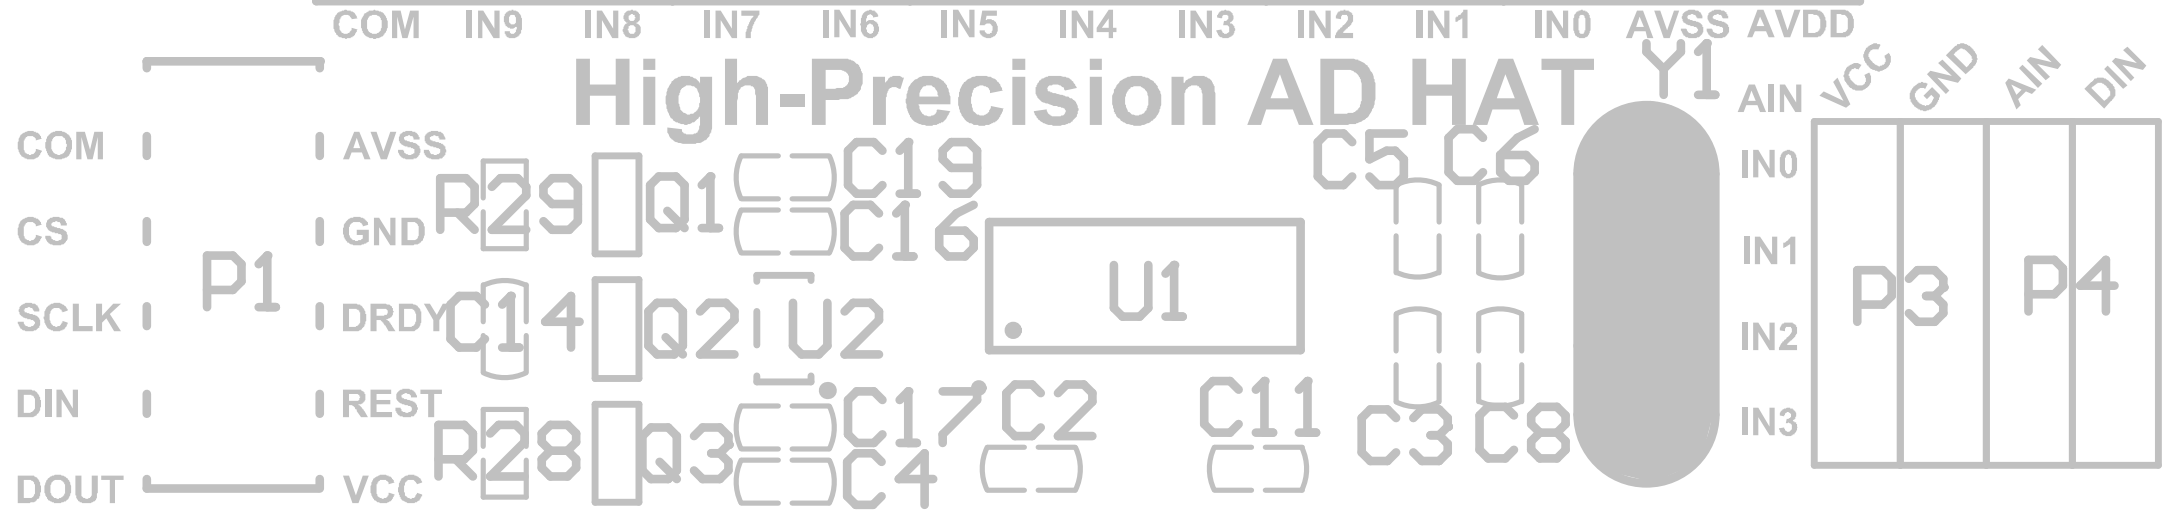 COM IN9 IN8 IN7 IN6 IN5 IN4 IN3 IN2 IN1 IN0 AVSS AVDD
High-Precision AD HAT
Y1
AIN VCC GND AIN DIN
COM AVSS
R29 Q1 C19 C5 C6 IN0
CS GND C16 IN1
P1 U1 P3 P4
SCLK DRDY C14 Q2 U2 IN2
DIN REST C17 C2 C11 C3 C8 IN3
R28 Q3 C4
DOUT VCC